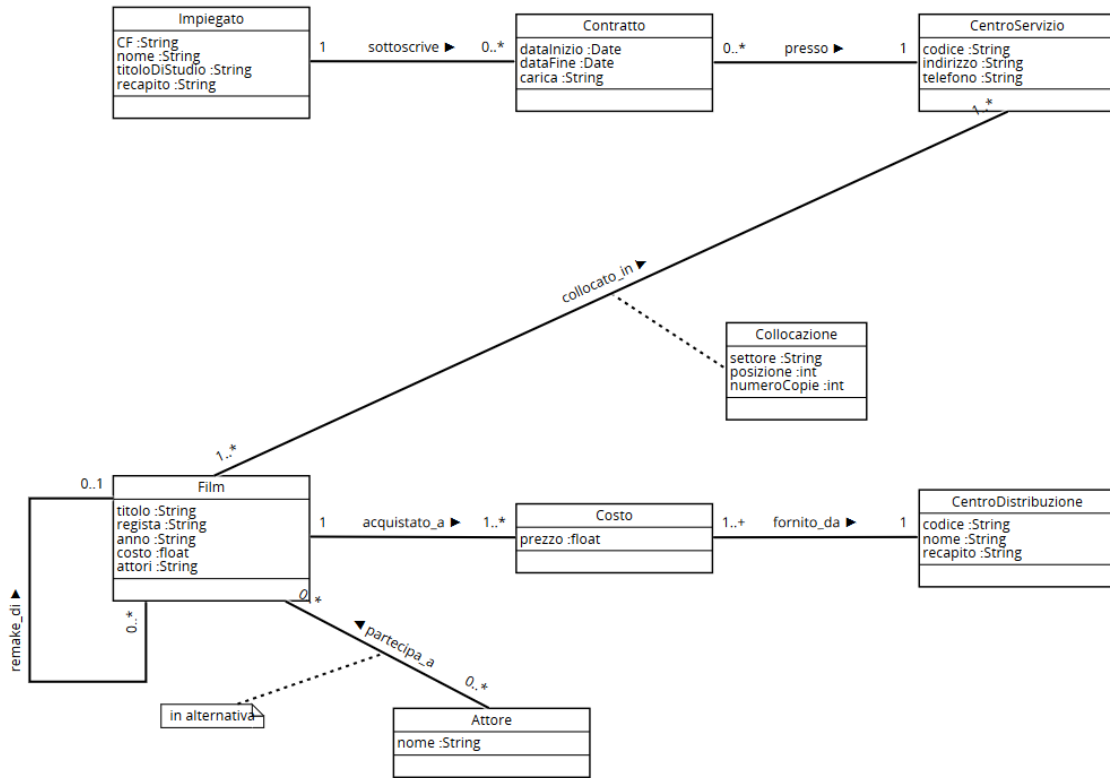 Impiegato
CF :String
nome :String
titoloDiStudio :String
recapito :String
1 sottoscrive ► 0..*
Contratto
dataInizio :Date
dataFine :Date
carica :String
0..* presso ► 1
CentroServizio
codice :String
indirizzo :String
telefono :String
1..*
collocato_in ►
Collocazione
settore :String
posizione :int
numeroCopie :int
1..*
0..1
Film
titolo :String
regista :String
anno :String
costo :float
attori :String
1 acquistato_a ► 1..*
Costo
prezzo :float
1..+ fornito_da ► 1
CentroDistribuzione
codice :String
nome :String
recapito :String
remake_di ►
0..*
0..*
◄ partecipa_a
0..*
in alternativa
Attore
nome :String